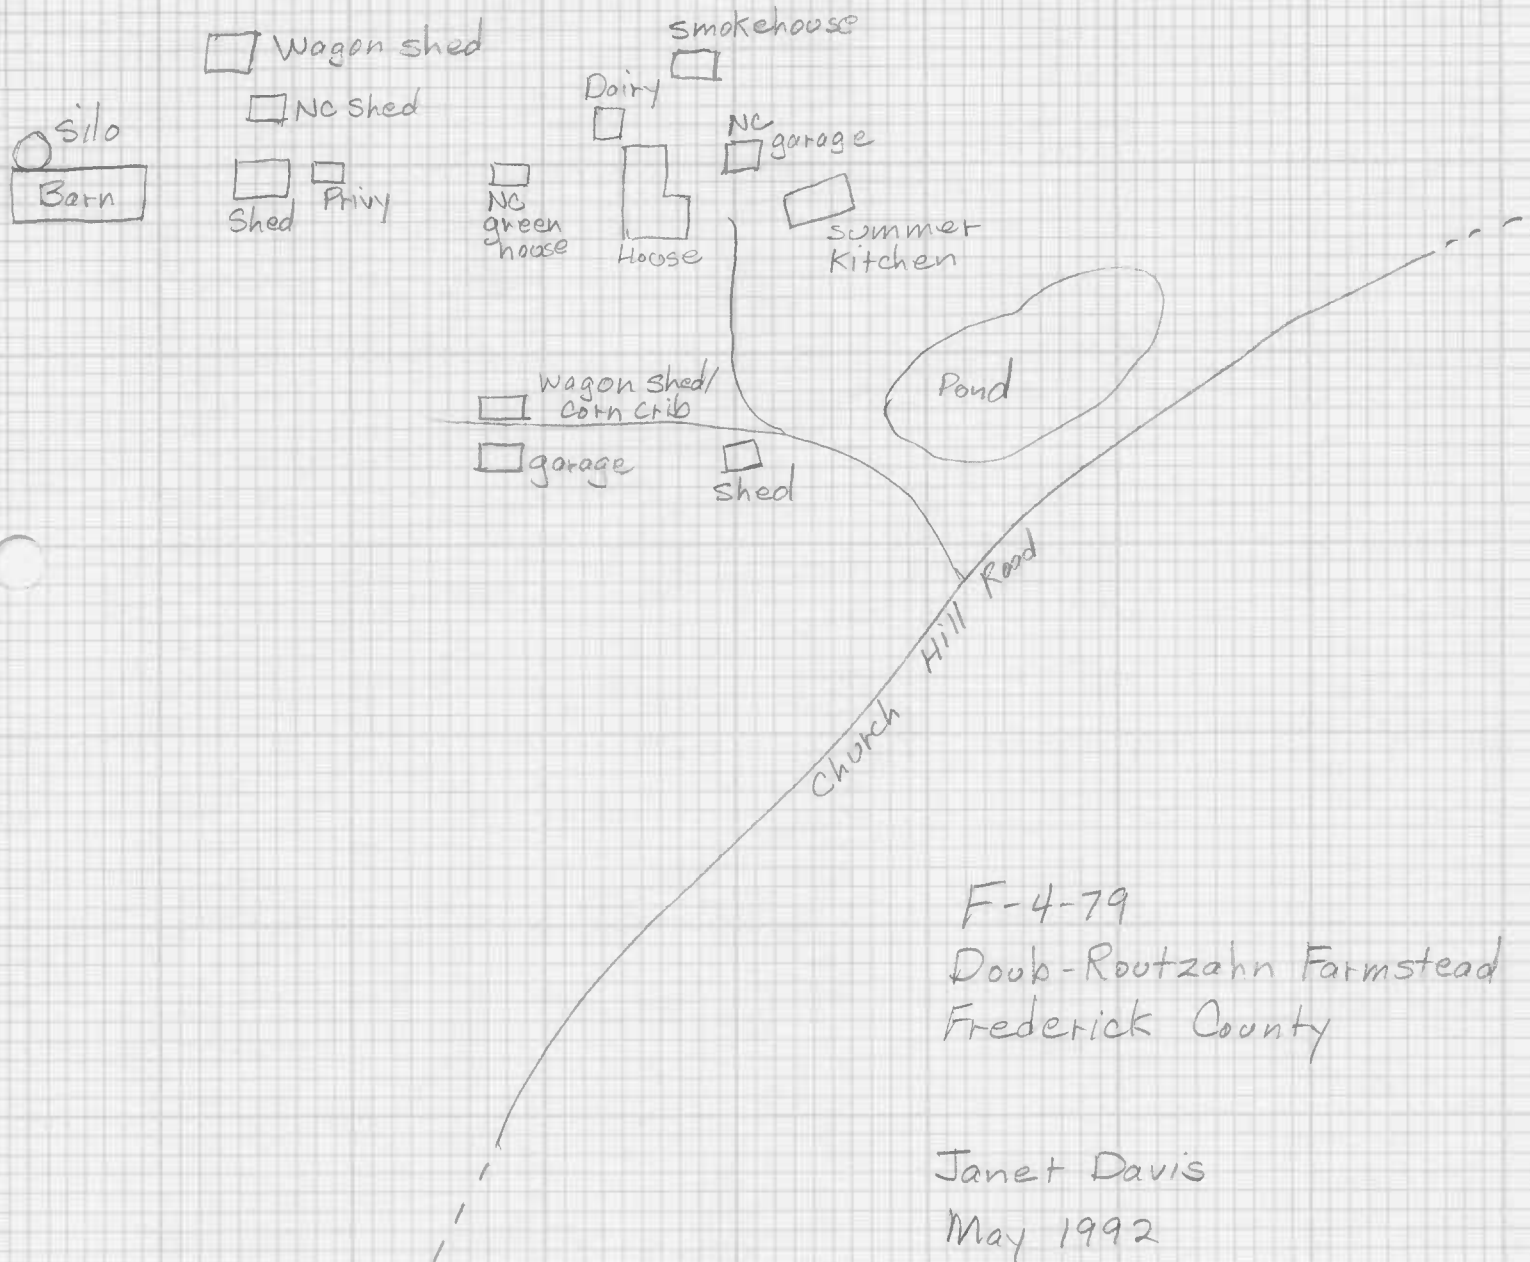 Smokehouse
Wagon shed
Dairy
NC Shed
NC
garage
Silo
Barn
Shed
Privy
NC
green
house
House
Summer
Kitchen
Wagon Shed/
Corn Crib
Pond
garage
Shed
Church Hill Road
F-4-79
Doub-Routzahn Farmstead
Frederick County
Janet Davis
May 1992